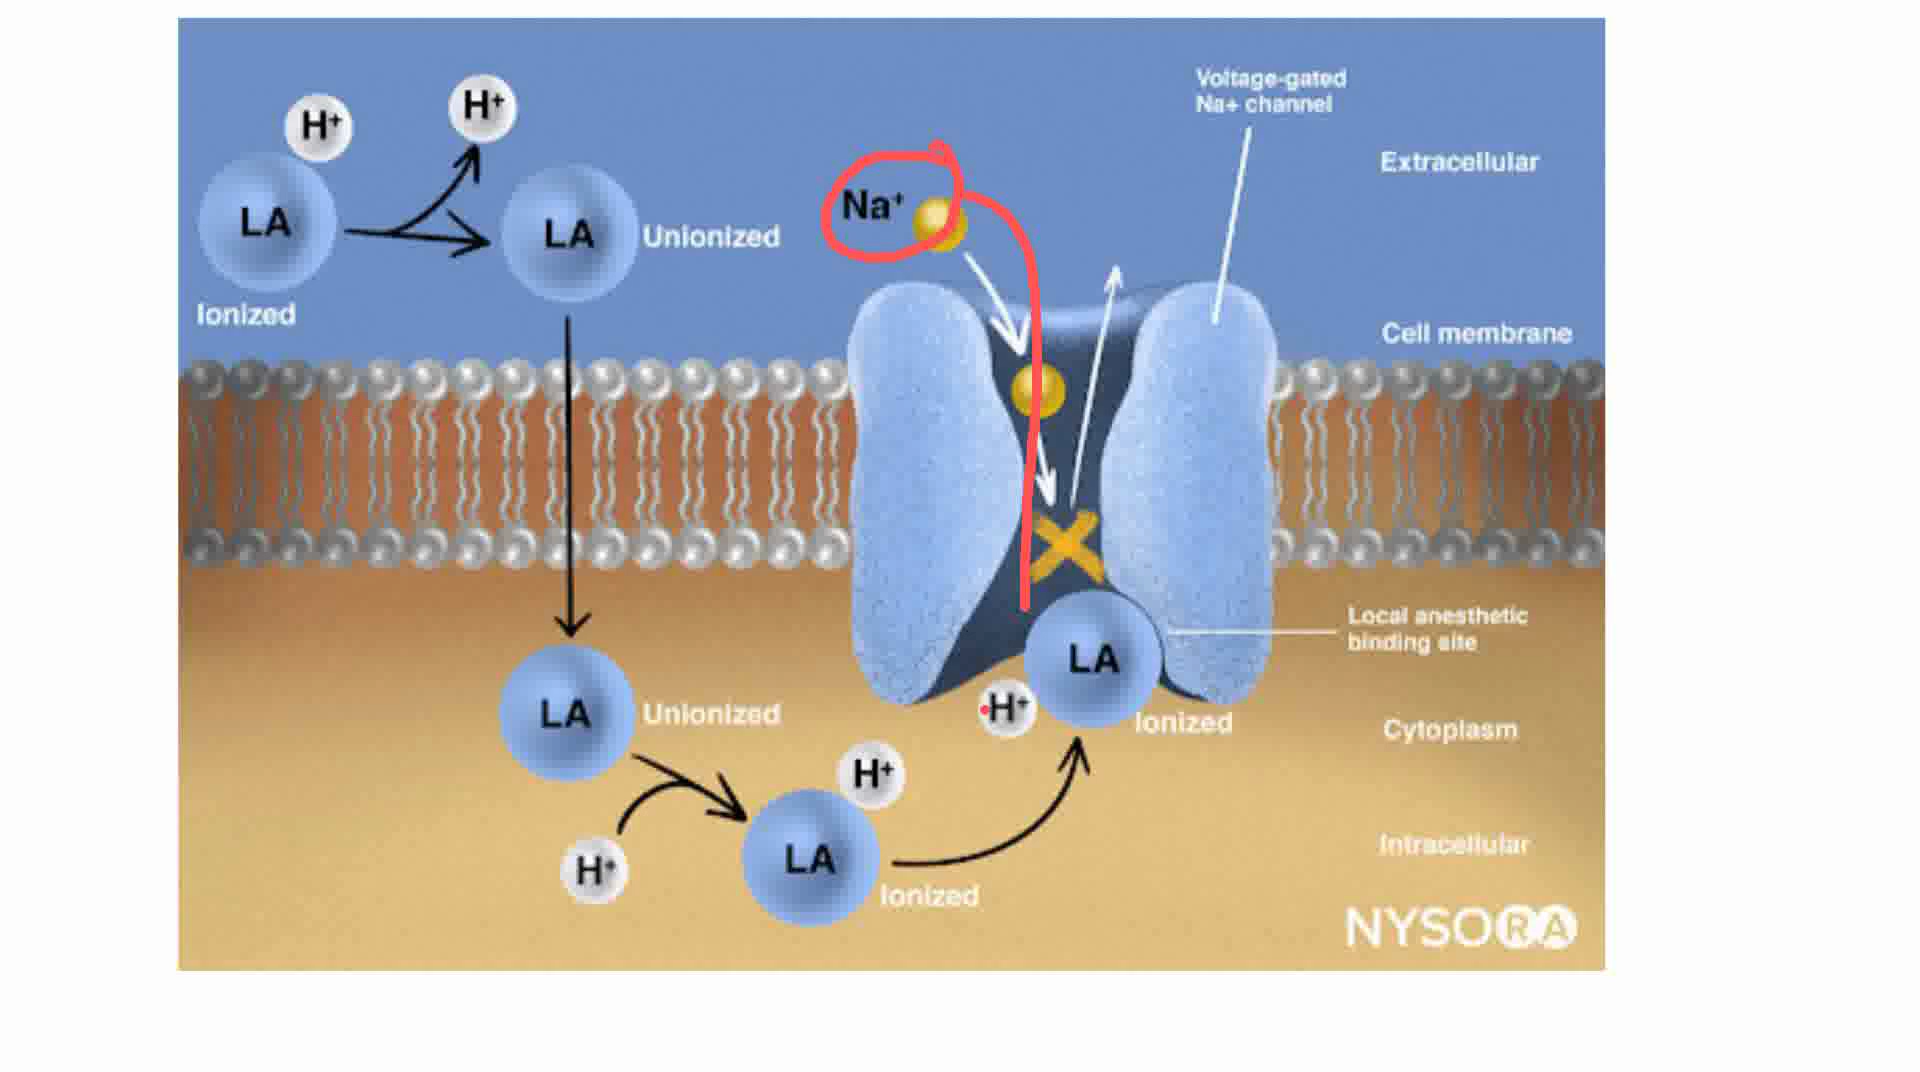 H⁺
H⁺
LA
LA
Unionized
Ionized
Na⁺
Voltage-gated
Na+ channel
Extracellular
Cell membrane
Local anesthetic
binding site
LA
H⁺
Ionized
Cytoplasm
LA
Unionized
H⁺
H⁺
LA
Ionized
Intracellular
NYSORA